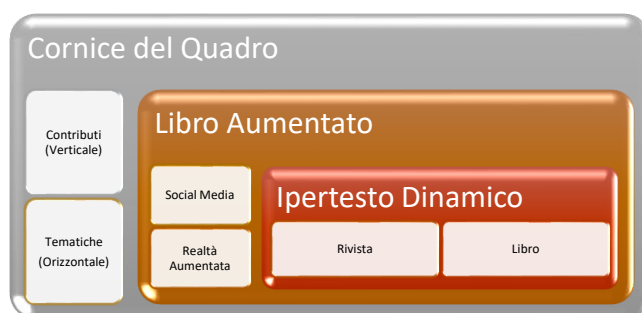 Cornice del Quadro
Contributi
(Verticale)
Tematiche
(Orizzontale)
Libro Aumentato
Social Media
Realtà
Aumentata
Ipertesto Dinamico
Rivista
Libro